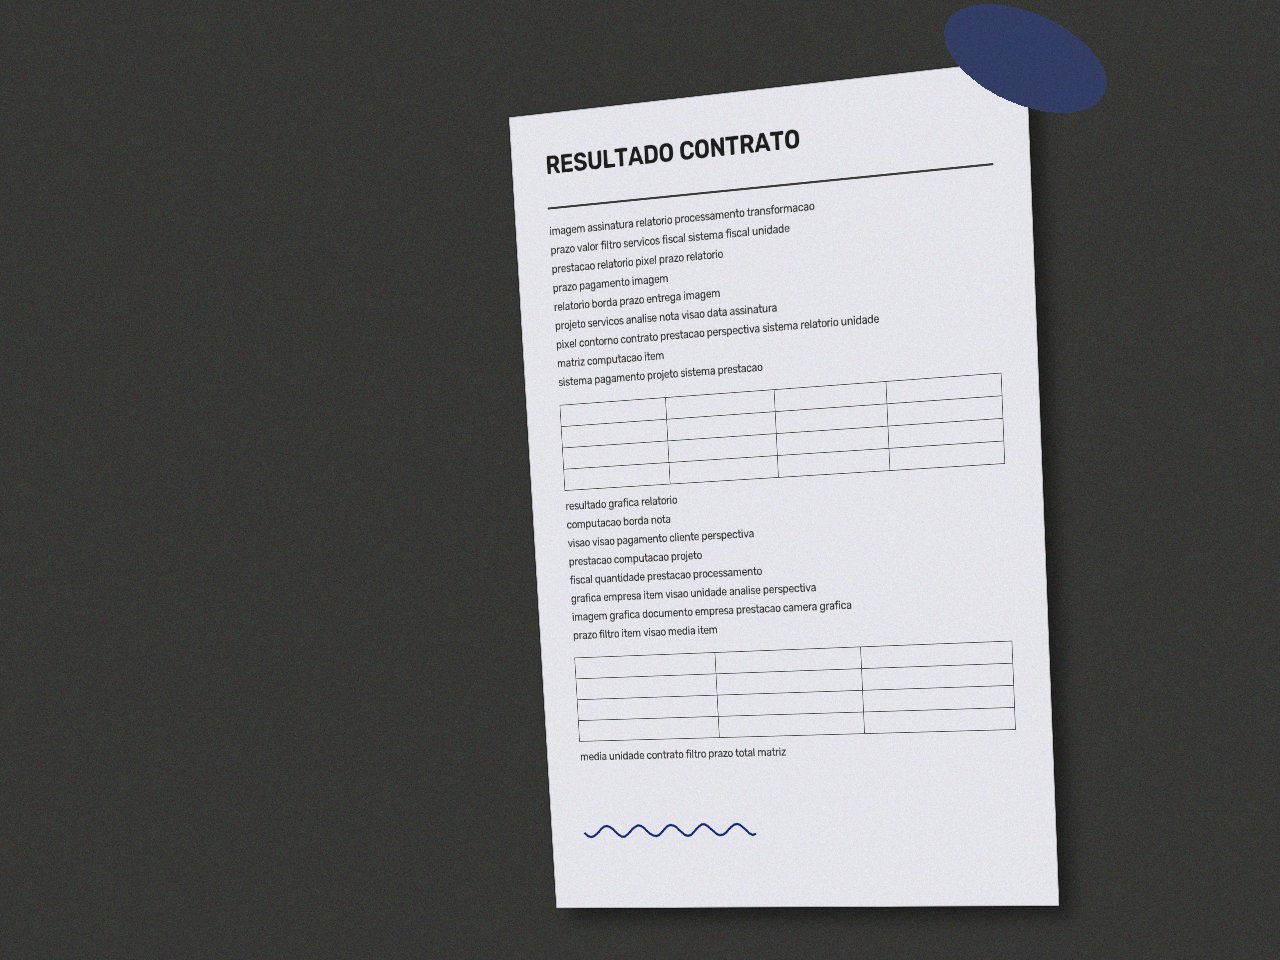 RESULTADO CONTRATO
imagem assinatura relatorio processamento transformacao
prazo valor filtro servicos fiscal sistema fiscal unidade
prestacao relatorio pixel prazo relatorio
prazo pagamento imagem
relatorio borda prazo entrega imagem
projeto servicos analise nota visao data assinatura
pixel contorno contrato prestacao perspectiva sistema relatorio unidade
matriz computacao item
sistema pagamento projeto sistema prestacao
resultado grafica relatorio
computacao borda nota
visao visao pagamento cliente perspectiva
prestacao computacao projeto
fiscal quantidade prestacao processamento
grafica empresa item visao unidade analise perspectiva
imagem grafica documento empresa prestacao camera grafica
prazo filtro item visao media item
media unidade contrato filtro prazo total matriz